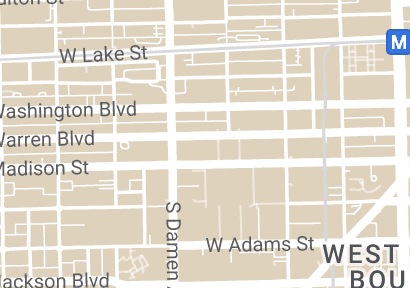 W Lake St
M
Washington Blvd
Warren Blvd
Madison St
S Damen
W Adams St
WEST
BOU
Jackson Blvd